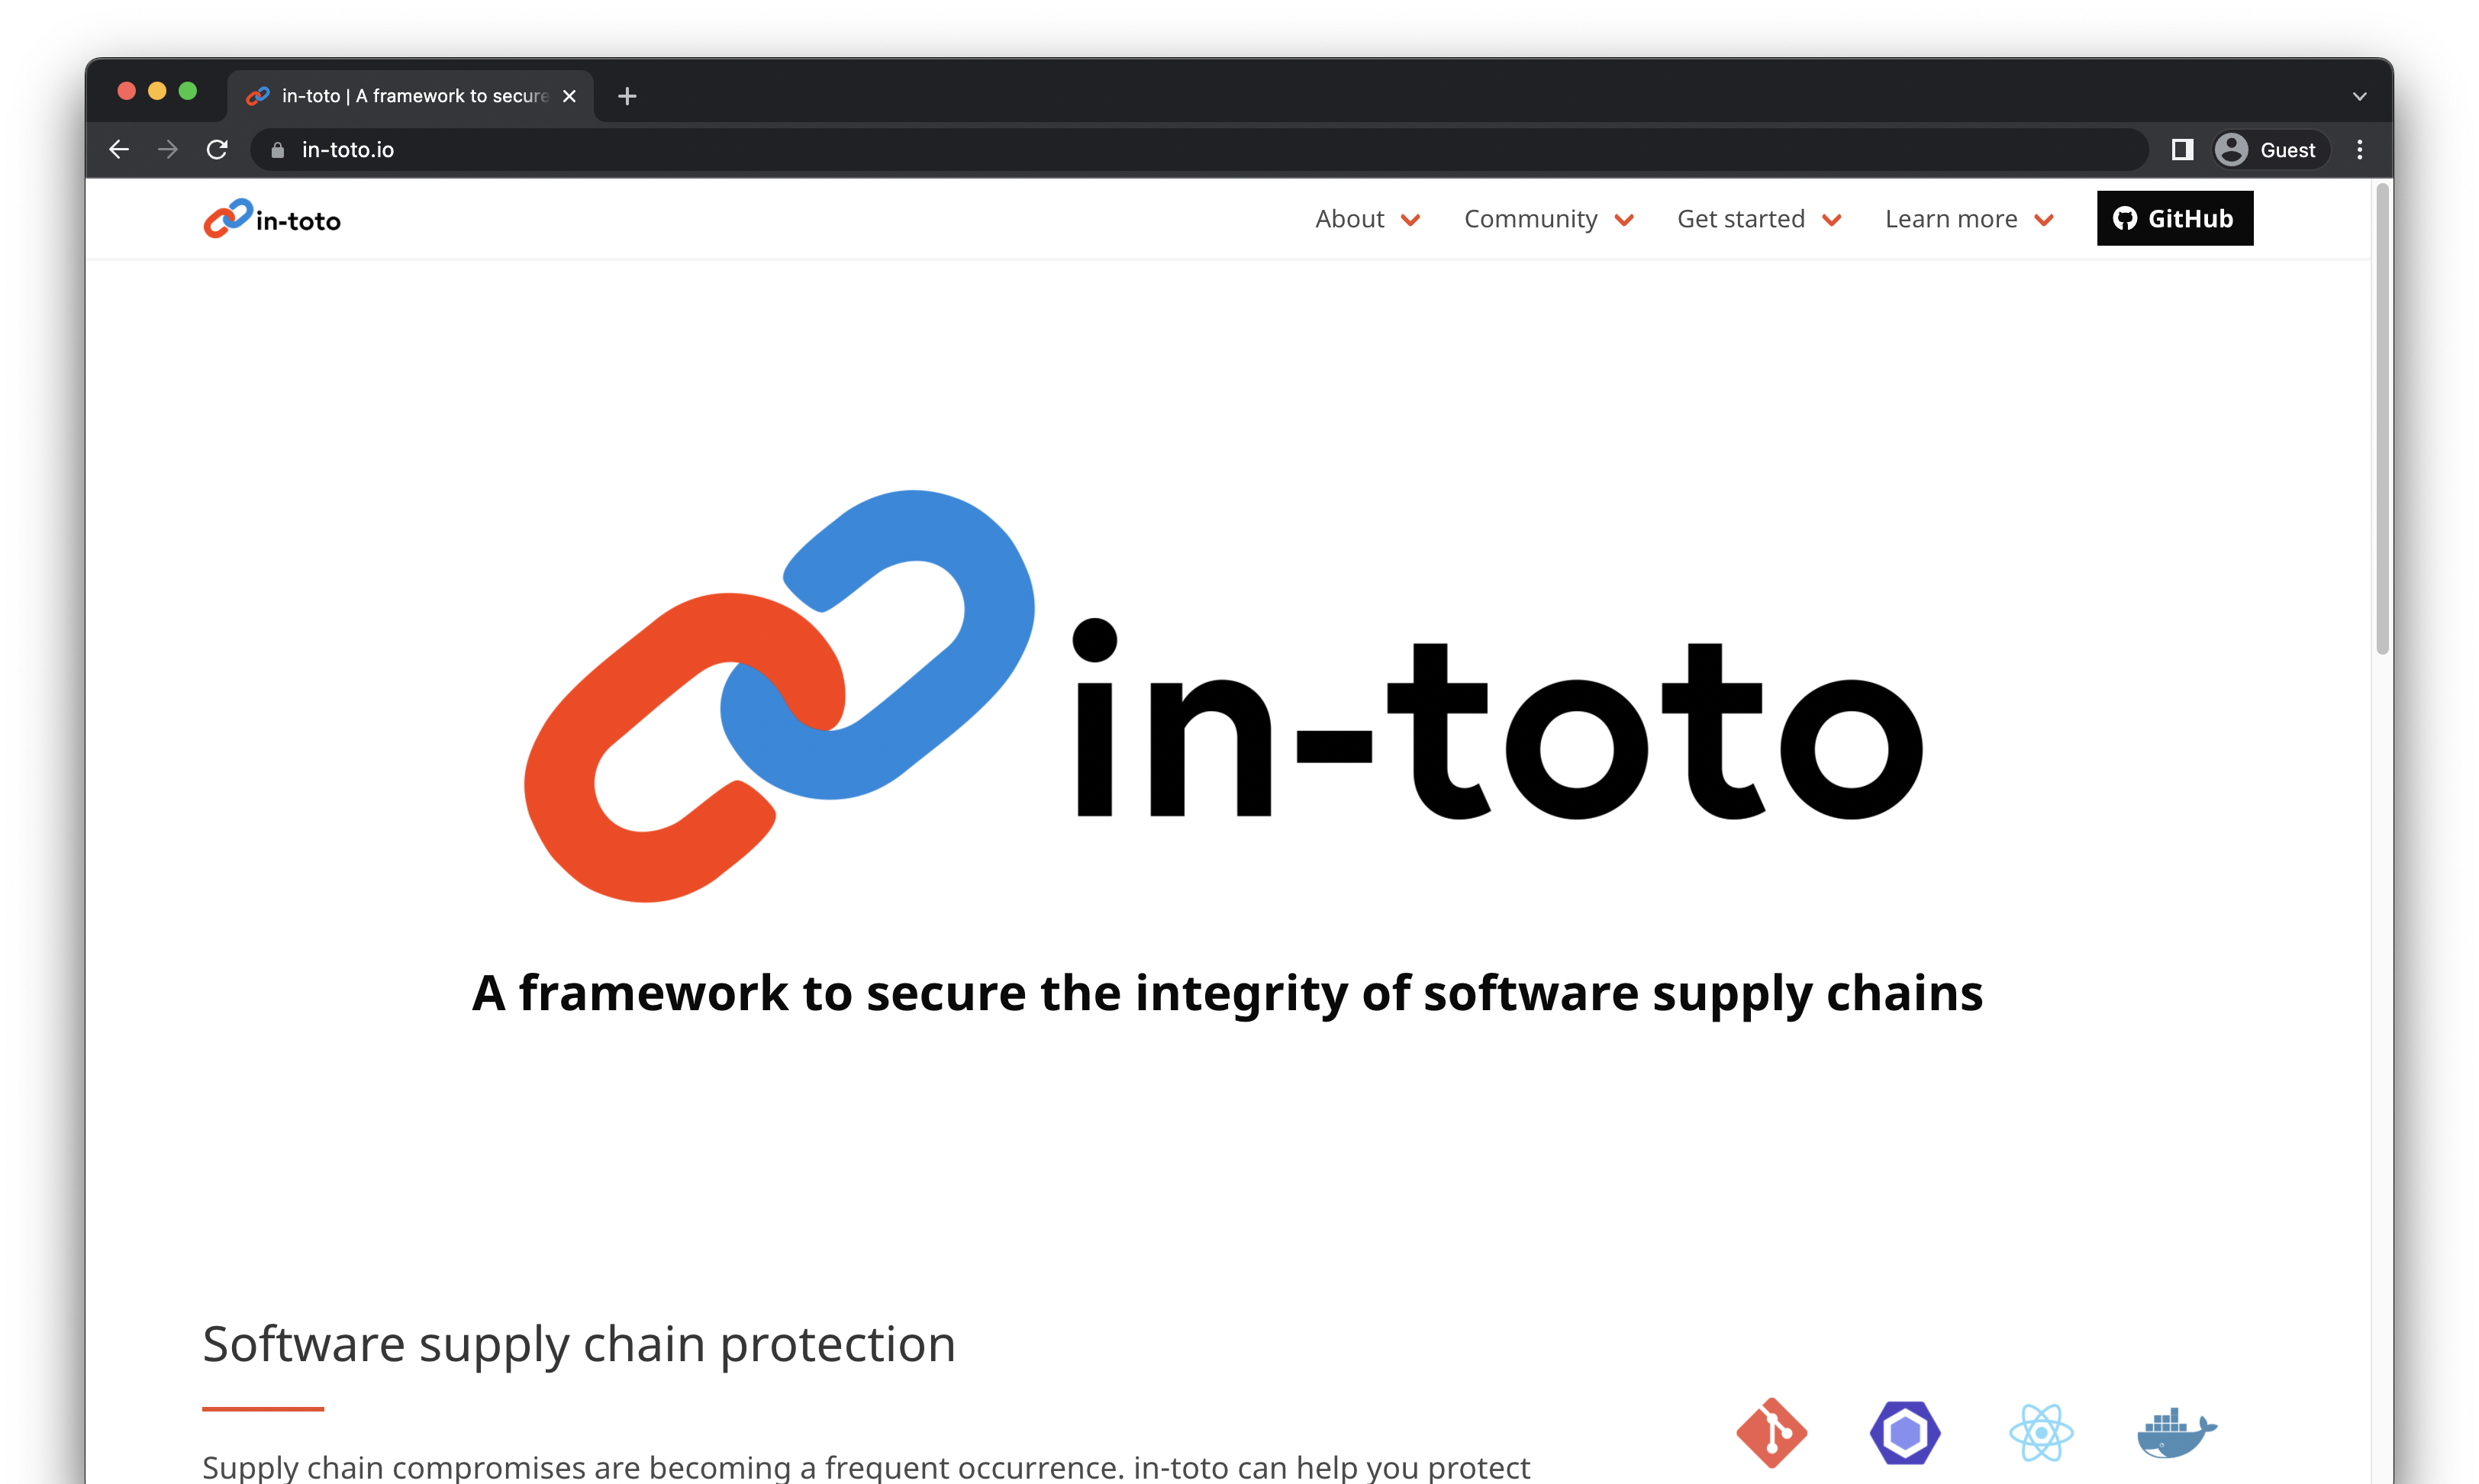 in-toto | A framework to secure
in-toto.io
Guest
in-toto
About
Community
Get started
Learn more
GitHub
in-toto
A framework to secure the integrity of software supply chains
Software supply chain protection
Supply chain compromises are becoming a frequent occurrence. in-toto can help you protect